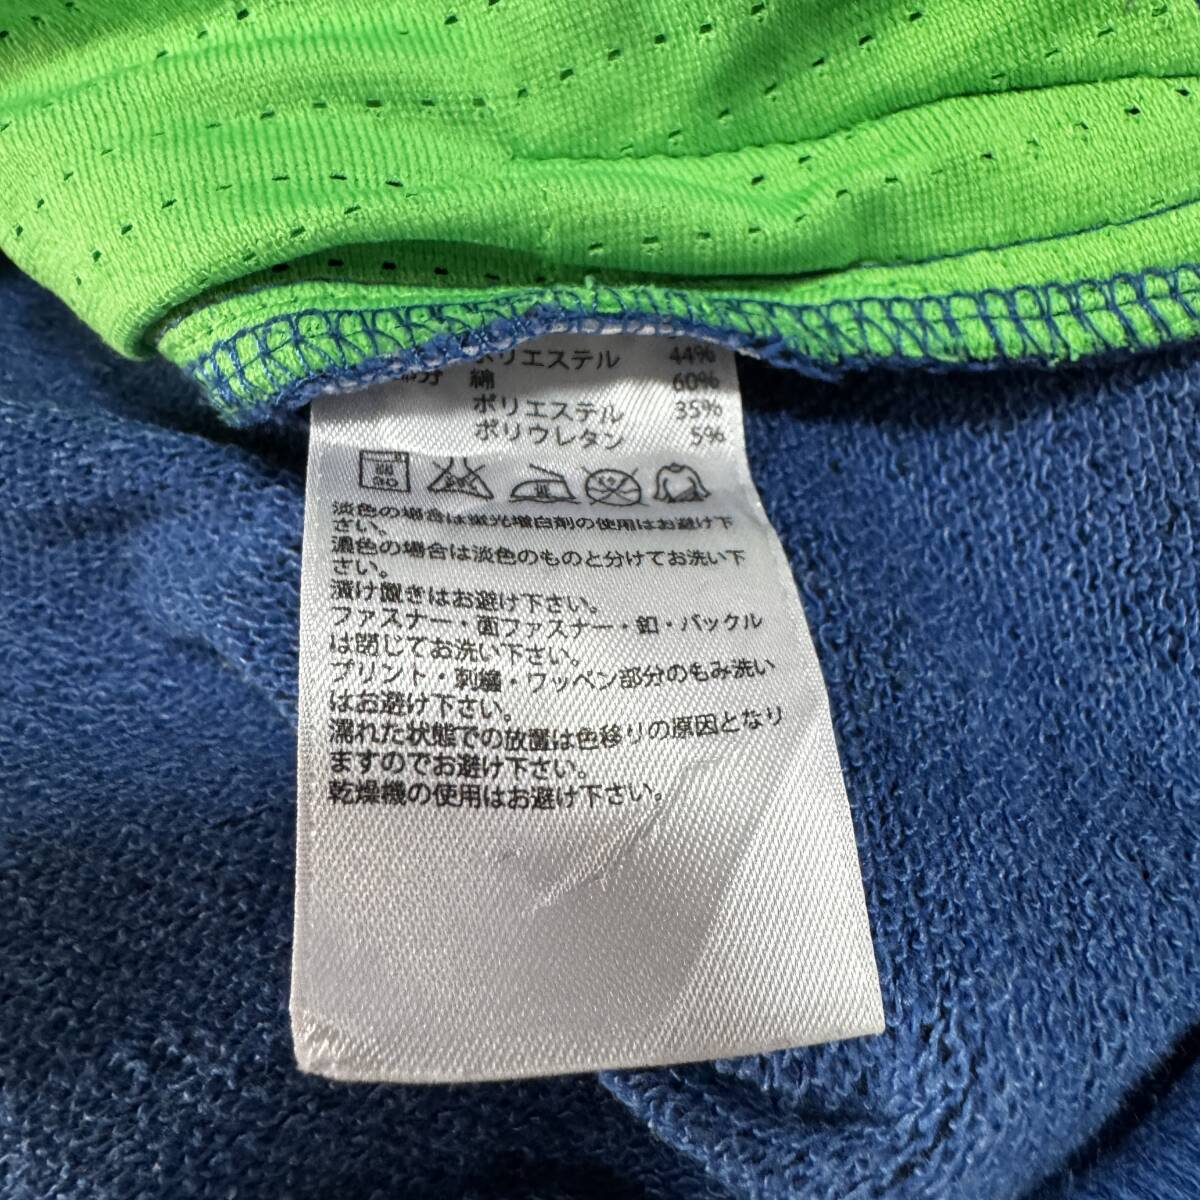 ポリエステル 44%
部分 綿 60%
ポリエステル 35%
ポリウレタン 5%
淡色の場合は蛍光増白剤の使用はお避け下
さい。
濃色の場合は淡色のものと分けてお洗い下
さい。
漬け置きはお避け下さい。
ファスナー・面ファスナー・釦・バックル
は閉じてお洗い下さい。
プリント・刺繍・ワッペン部分のもみ洗い
はお避け下さい。
濡れた状態での放置は色移りの原因となり
ますのでお避け下さい。
乾燥機の使用はお避け下さい。